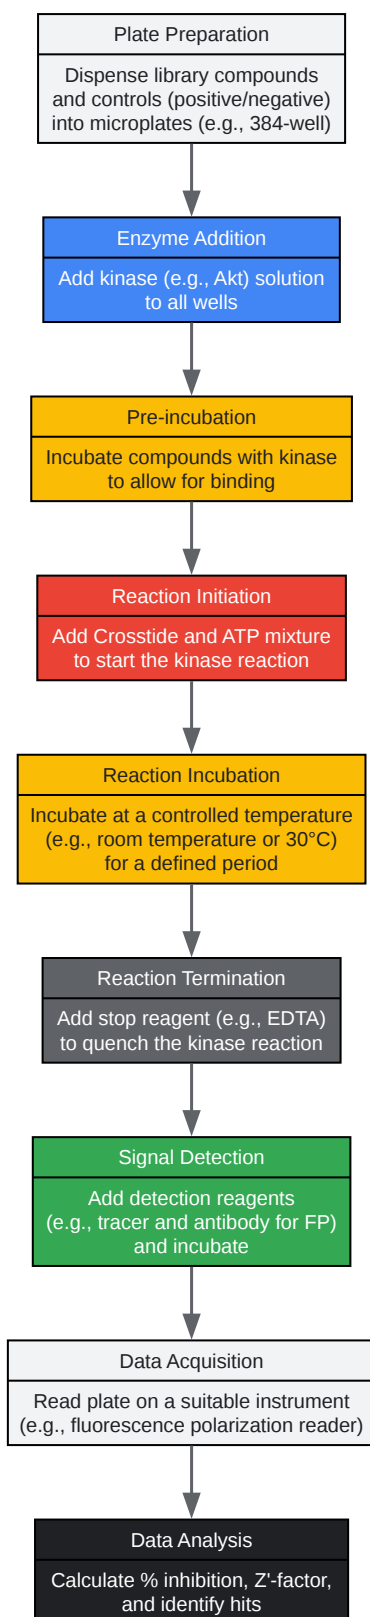 Plate Preparation
Dispense library compounds
and controls (positive/negative)
into microplates (e.g., 384-well)
Enzyme Addition
Add kinase (e.g., Akt) solution
to all wells
Pre-incubation
Incubate compounds with kinase
to allow for binding
Reaction Initiation
Add Crosstide and ATP mixture
to start the kinase reaction
Reaction Incubation
Incubate at a controlled temperature
(e.g., room temperature or 30°C)
for a defined period
Reaction Termination
Add stop reagent (e.g., EDTA)
to quench the kinase reaction
Signal Detection
Add detection reagents
(e.g., tracer and antibody for FP)
and incubate
Data Acquisition
Read plate on a suitable instrument
(e.g., fluorescence polarization reader)
Data Analysis
Calculate % inhibition, Z'-factor,
and identify hits